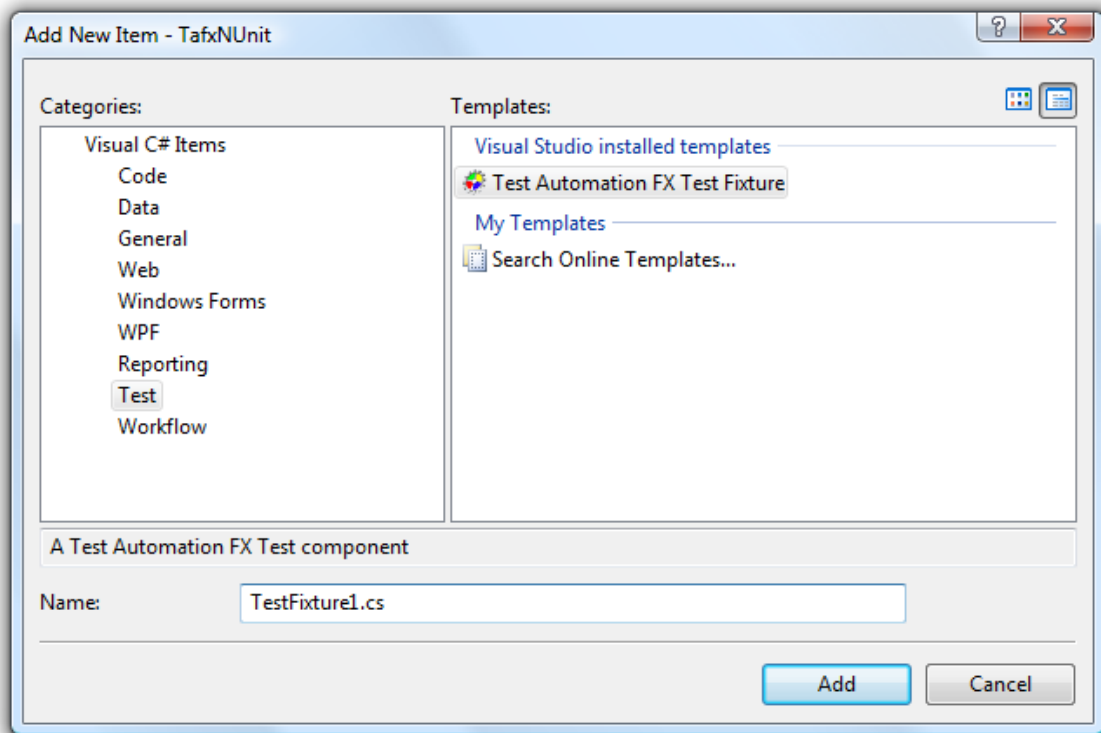 Add New Item - TafxNUnit
Categories:
Templates:
Visual C# Items
Code
Data
General
Web
Windows Forms
WPF
Reporting
Test
Workflow
Visual Studio installed templates
Test Automation FX Test Fixture
My Templates
Search Online Templates...
A Test Automation FX Test component
Name:
TestFixture1.cs
Add
Cancel